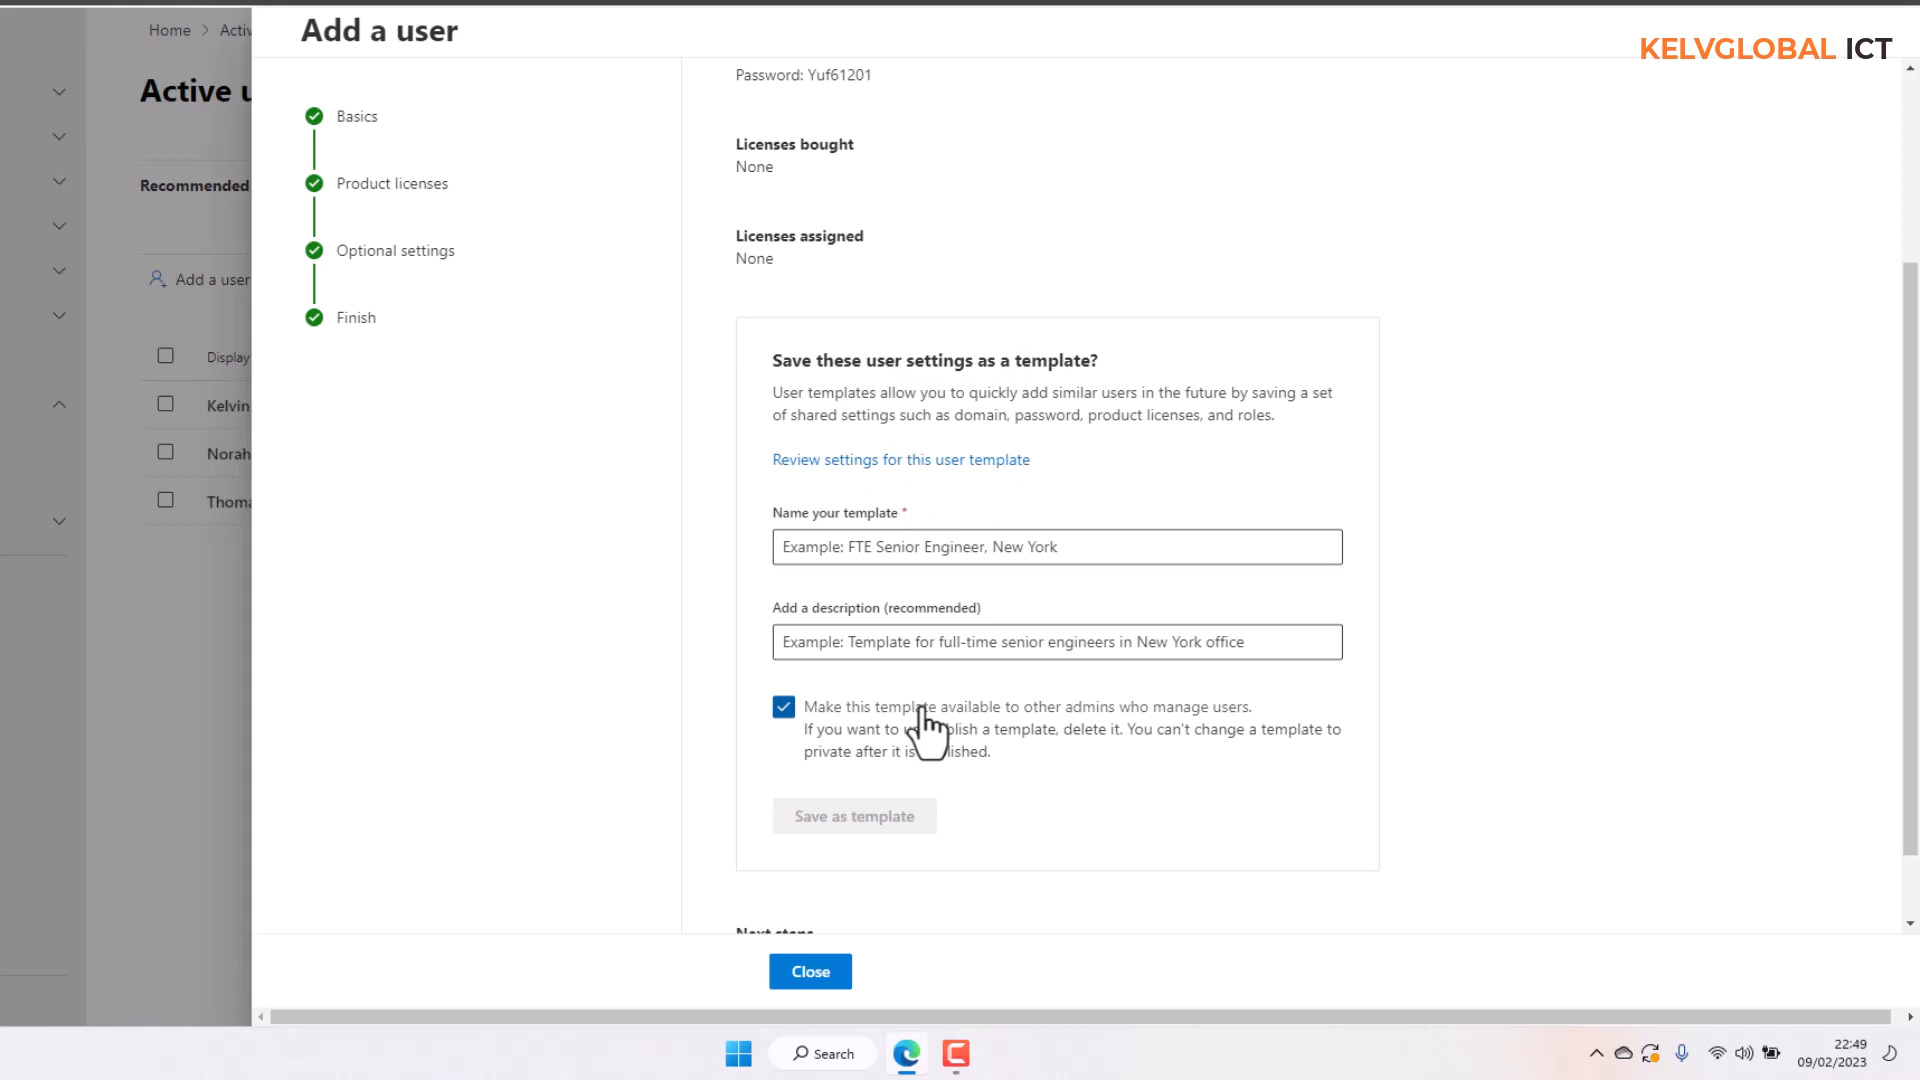 Home > Activ
Add a user
KELVGLOBAL ICT
Active u
Password: Yuf61201
Basics
Licenses bought
None
Product licenses
Recommended
Licenses assigned
None
Optional settings
Add a user
Finish
Display
Save these user settings as a template?
User templates allow you to quickly add similar users in the future by saving a set
of shared settings such as domain, password, product licenses, and roles.
Kelvin
Norah
Review settings for this user template
Thoma
Name your template *
Example: FTE Senior Engineer, New York
Add a description (recommended)
Example: Template for full-time senior engineers in New York office
Make this template available to other admins who manage users.
If you want to blish a template, delete it. You can't change a template to
private after it is lished.
Save as template
Next steps
Close
Search
22:49
09/02/2023